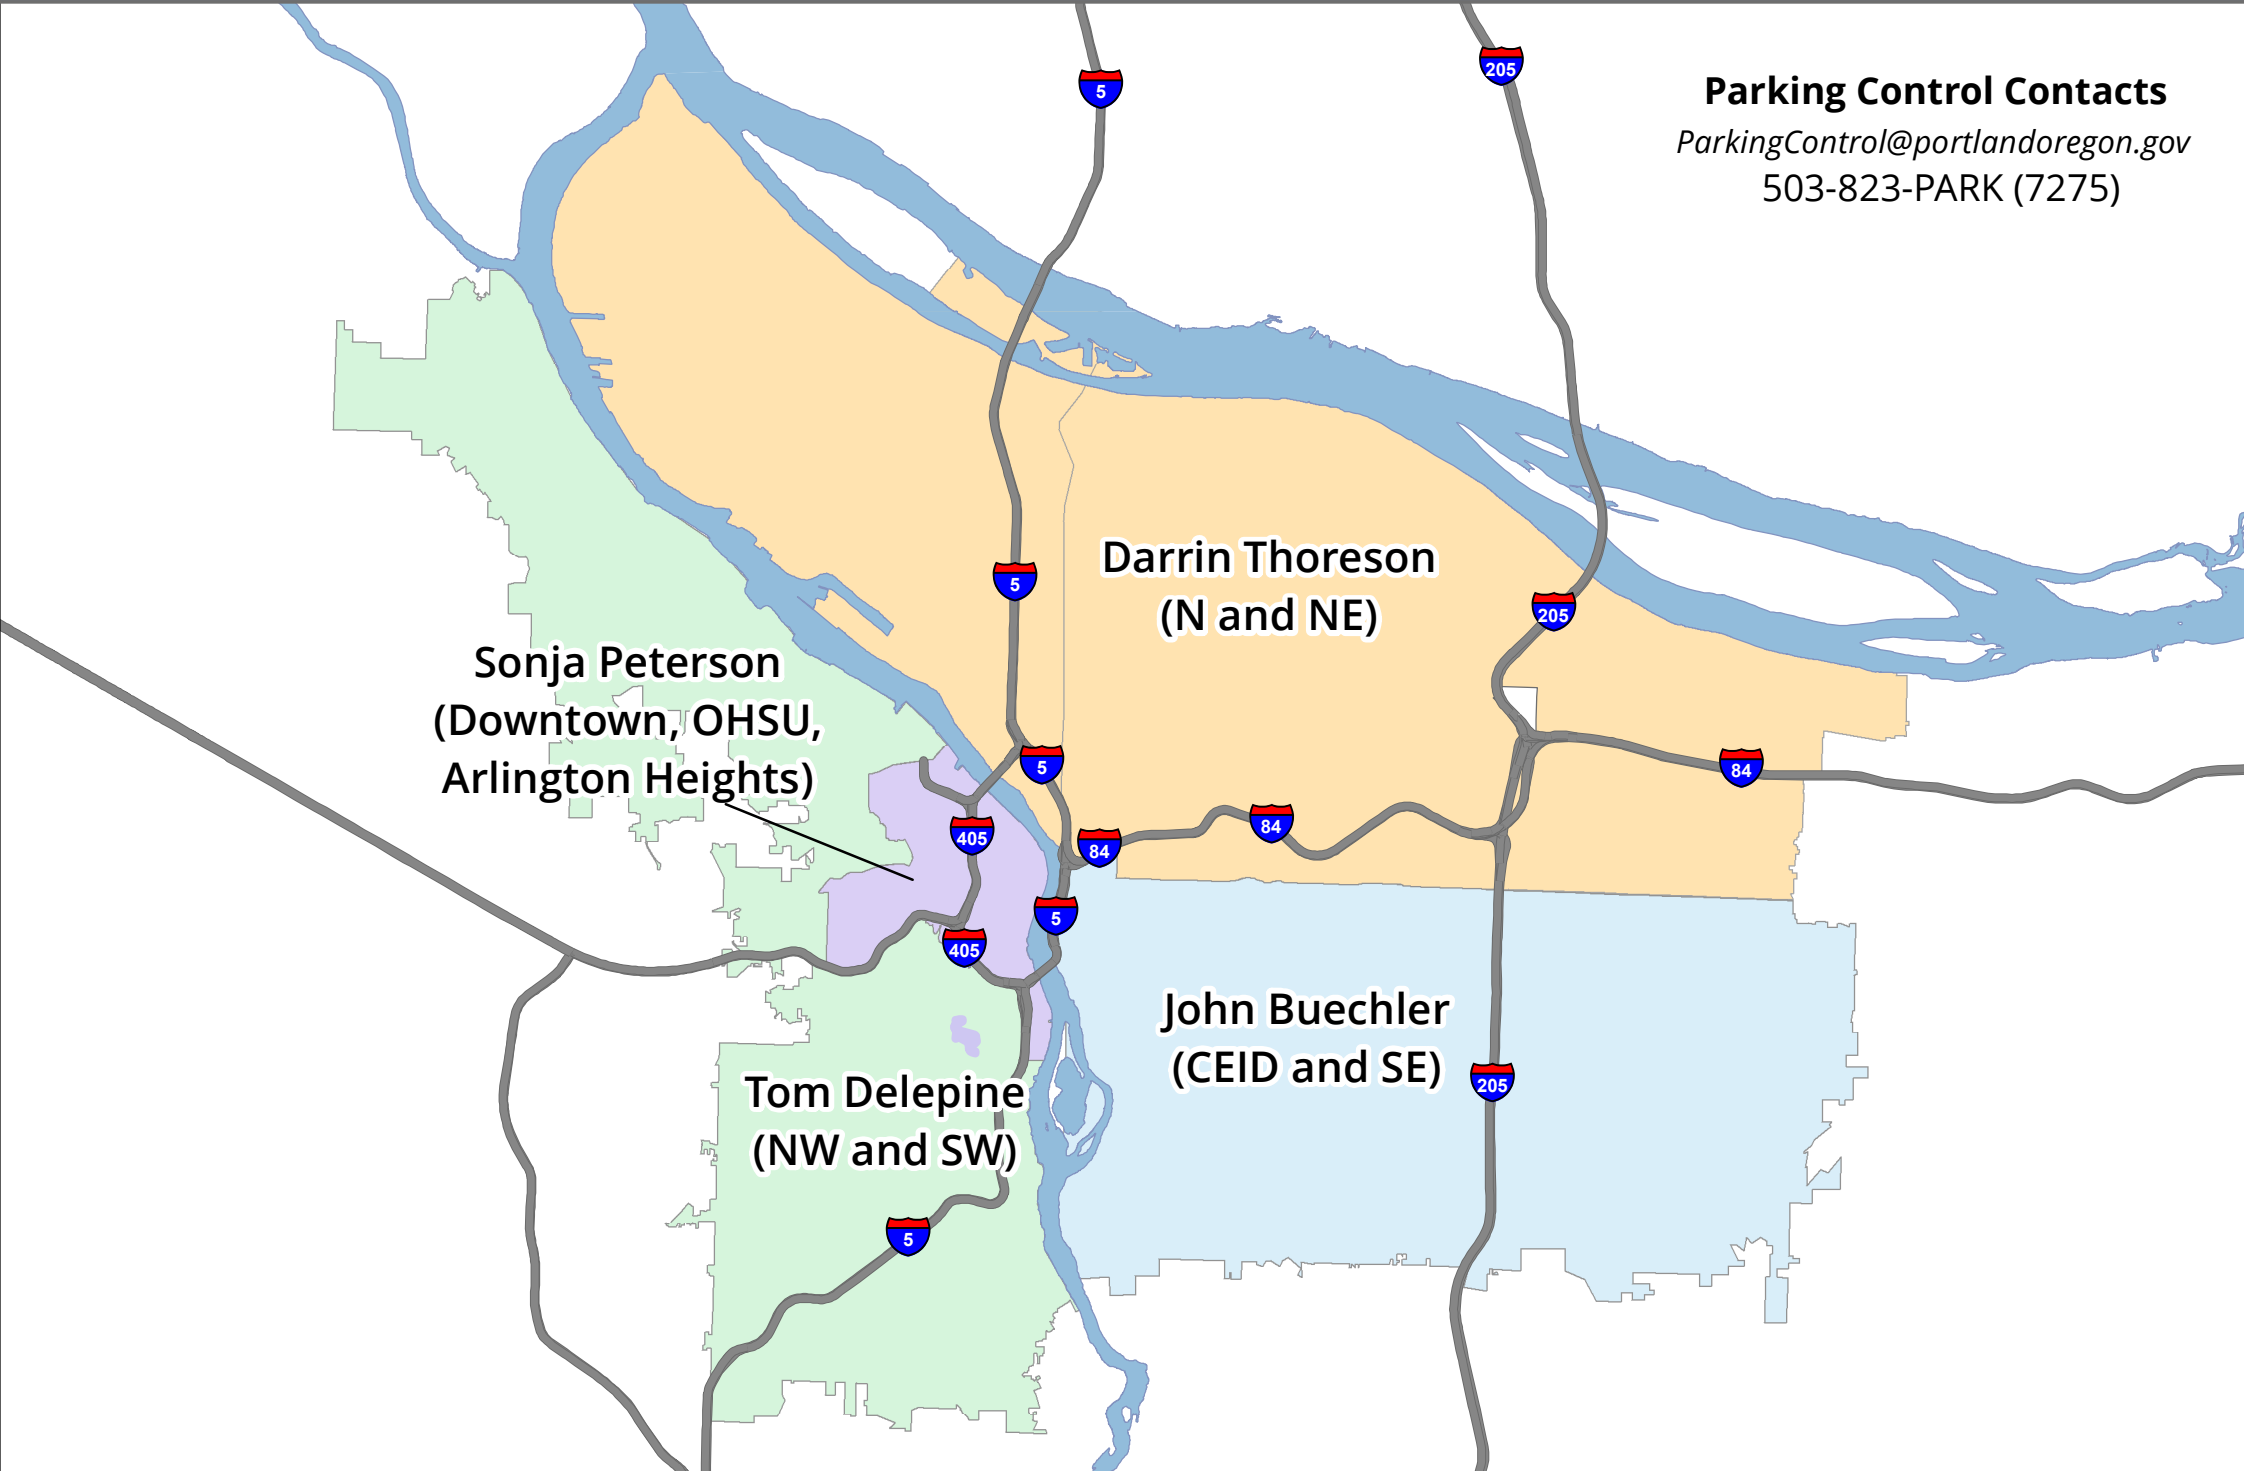 5
205
Parking Control Contacts
ParkingControl@portlandoregon.gov
503-823-PARK (7275)
Darrin Thoreson
(N and NE)
5
205
Sonja Peterson
(Downtown, OHSU,
Arlington Heights)
5
84
84
405
84
5
405
John Buechler
(CEID and SE)
205
Tom Delepine
(NW and SW)
5